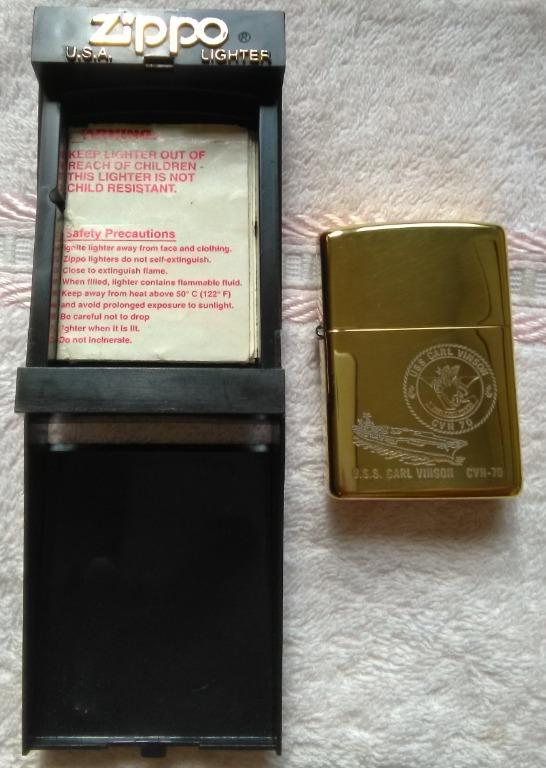 zippo ®
U.S.A. LIGHTER
WARNING
KEEP LIGHTER OUT OF
REACH OF CHILDREN -
THIS LIGHTER IS NOT
CHILD RESISTANT.
Safety Precautions
Ignite lighter away from face and clothing.
Zippo lighters do not self-extinguish.
Close to extinguish flame.
When filled, lighter contains flammable fluid.
Keep away from heat above 50° C (122° F)
and avoid prolonged exposure to sunlight.
Be careful not to drop
lighter when it is lit.
Do not incinerate.
USS CARL VINSON
CVN 70
U.S.S. CARL VINSON CVN-70